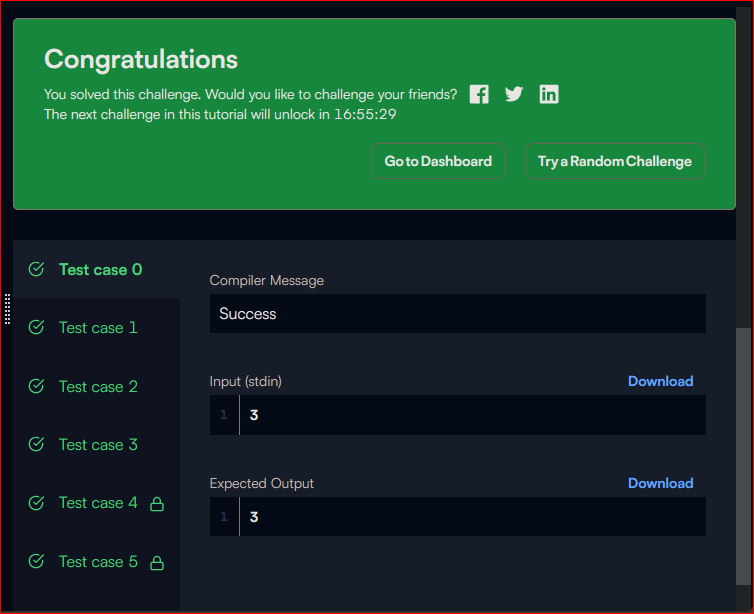 Congratulations
You solved this challenge. Would you like to challenge your friends?
The next challenge in this tutorial will unlock in 16:55:29
Go to Dashboard
Try a Random Challenge
Test case 0
Test case 1
Test case 2
Test case 3
Test case 4
Test case 5
Compiler Message
Success
Input (stdin)
Download
1
3
Expected Output
Download
1
3